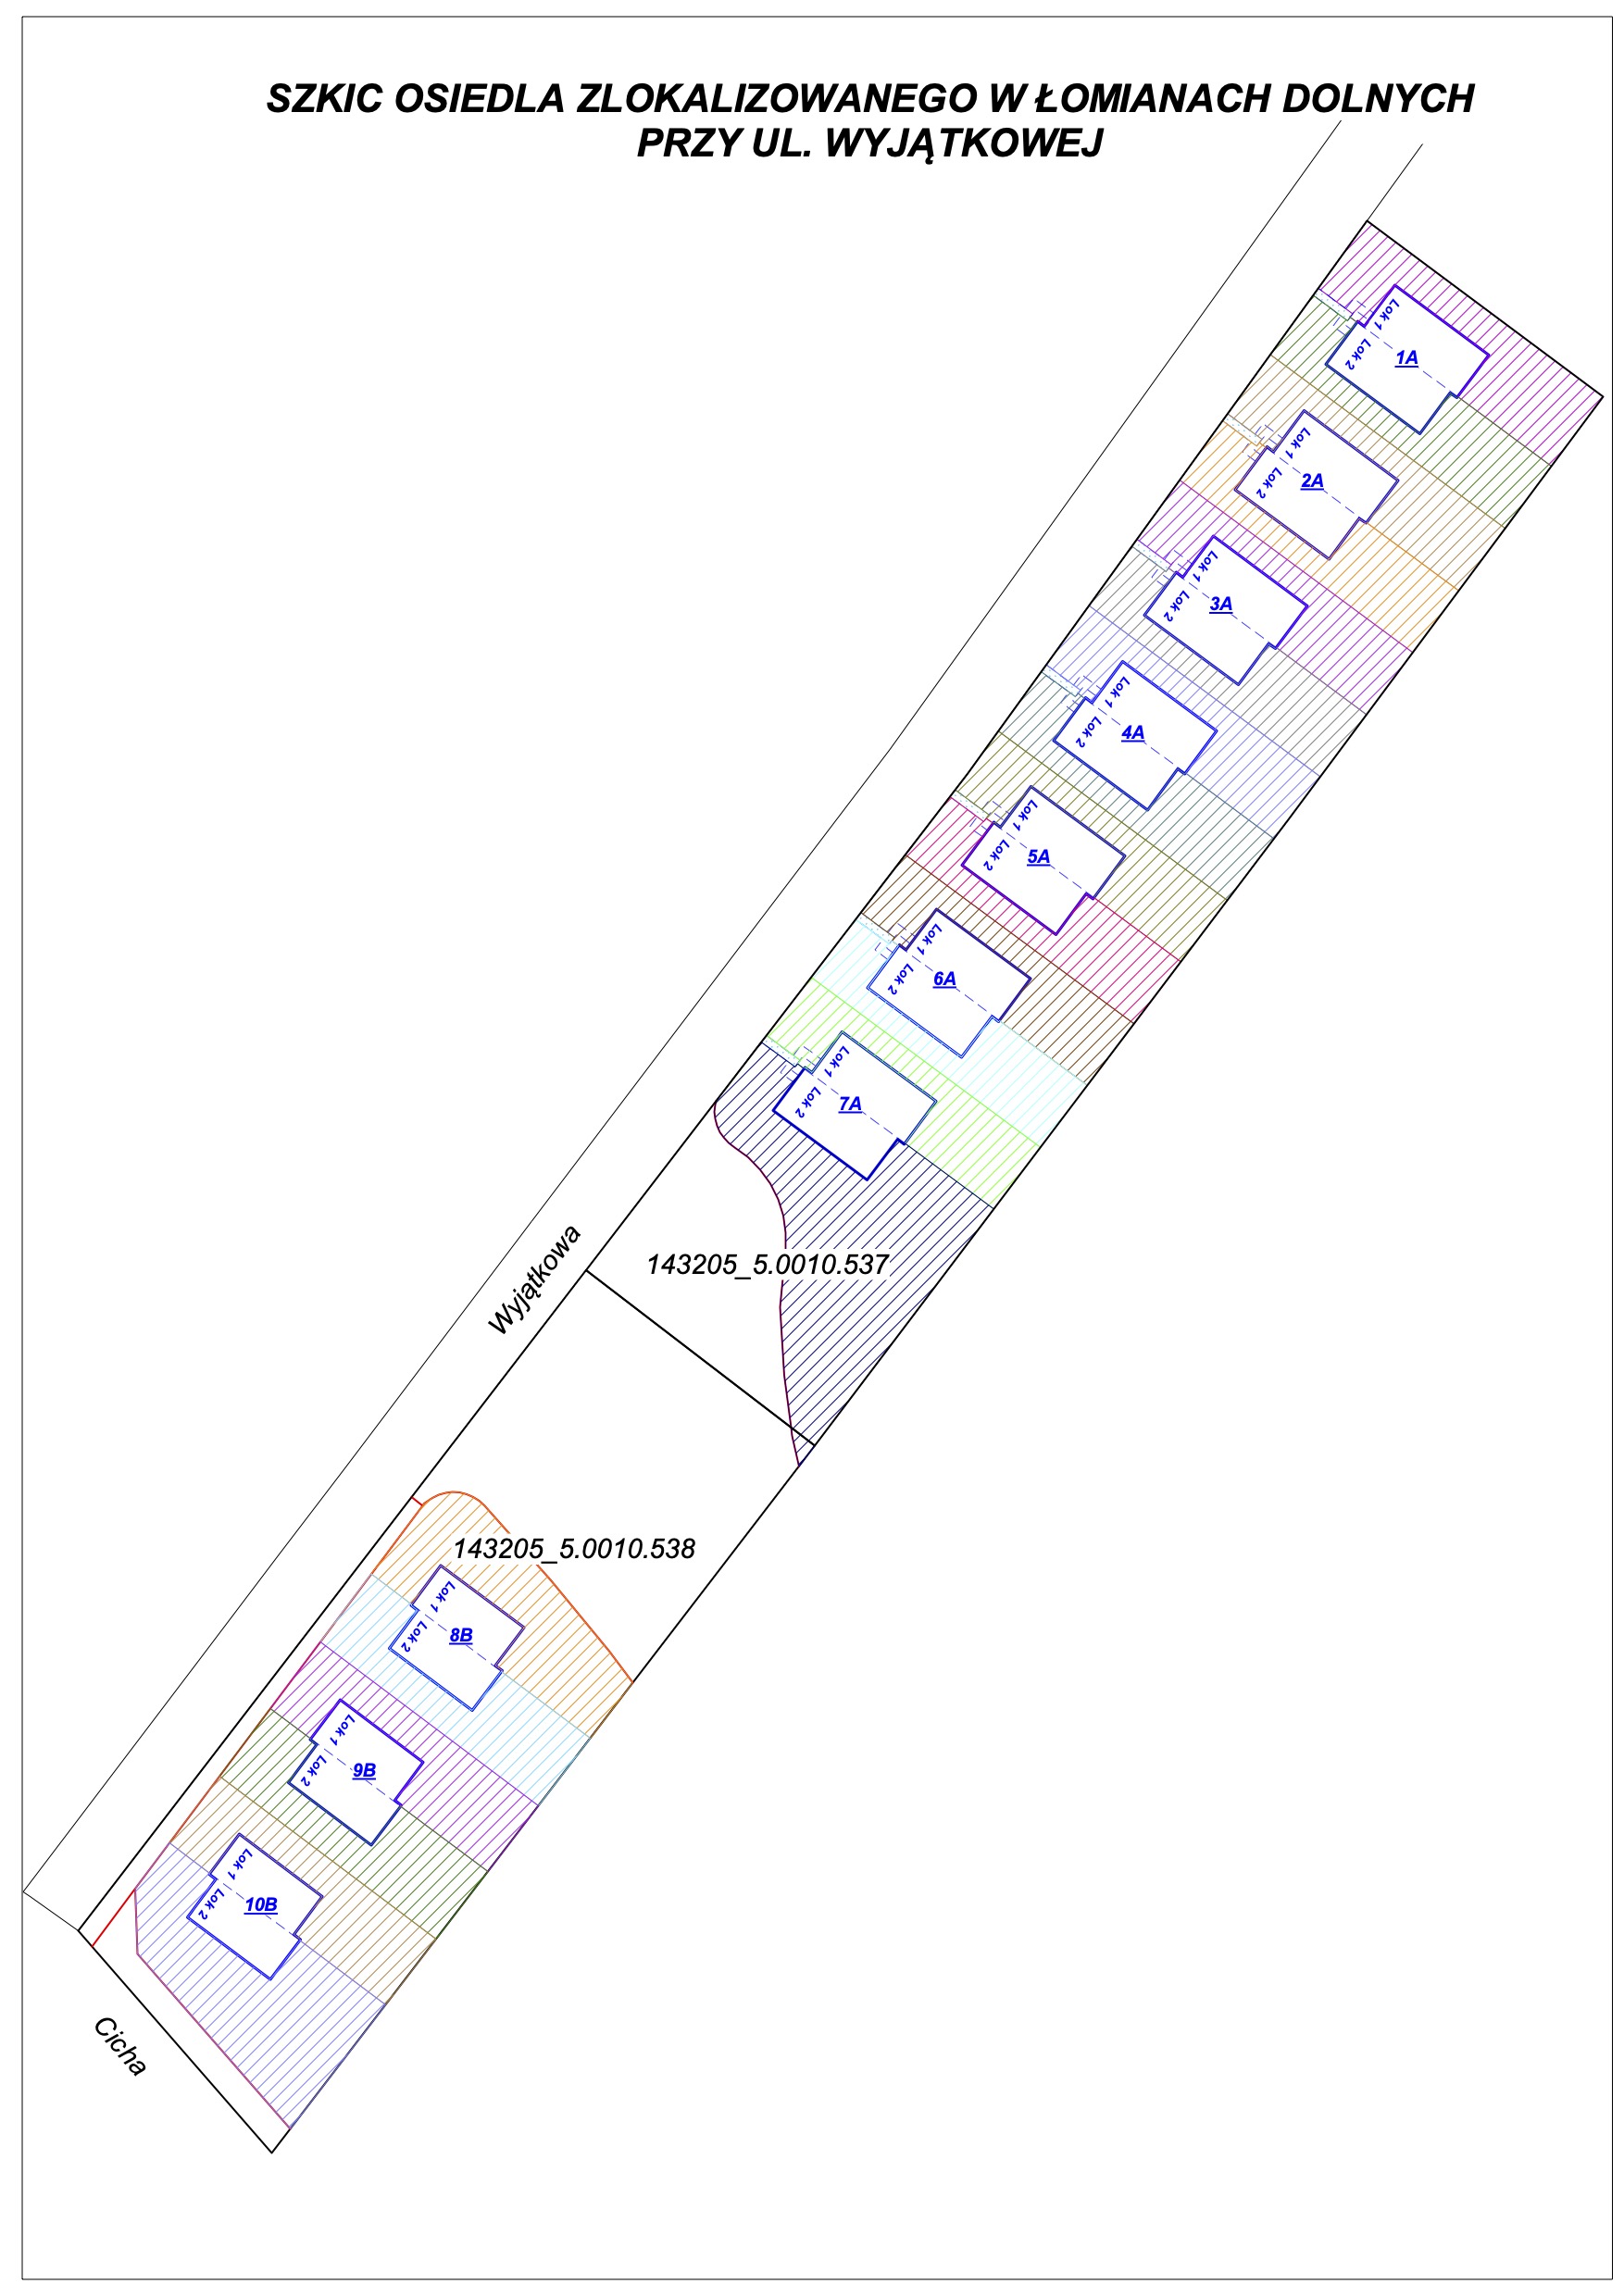 SZKIC OSIEDLA ZLOKALIZOWANEGO W ŁOMIANACH DOLNYCH
PRZY UL. WYJĄTKOWEJ
Lok 1
Lok 2
1A
Lok 1
Lok 2
2A
Lok 1
Lok 2
3A
Lok 1
Lok 2
4A
Lok 1
Lok 2
5A
Lok 1
Lok 2
6A
Lok 1
Lok 2
7A
Wyjątkowa
143205_5.0010.537
143205_5.0010.538
Lok 1
Lok 2
8B
Lok 1
Lok 2
9B
Lok 1
Lok 2
10B
Cicha